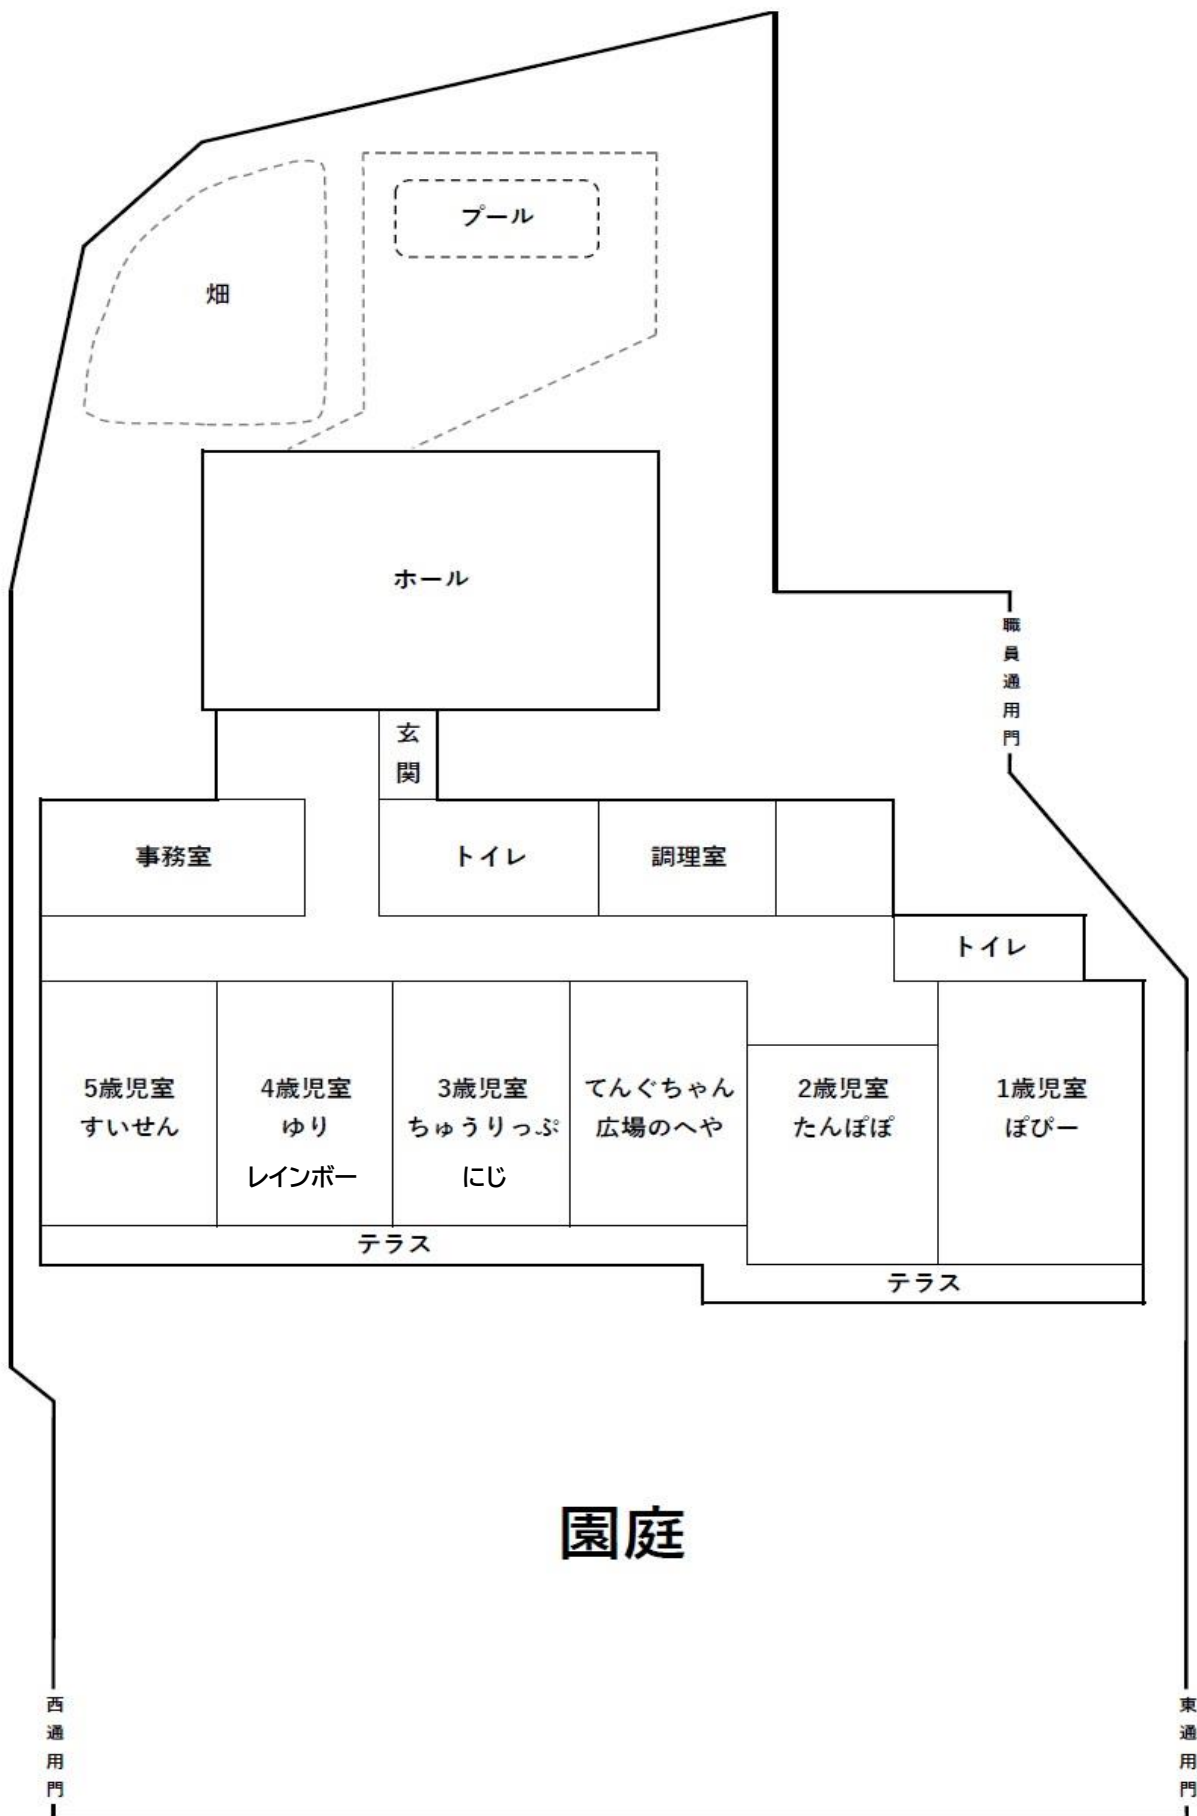 プール
畑
ホール
職員通用門
玄関
事務室
トイレ
調理室
トイレ
5歳児室
すいせん
4歳児室
ゆり
レインボー
3歳児室
ちゅうりっぷ
にじ
てんぐちゃん
広場のへや
2歳児室
たんぽぽ
1歳児室
ぽぴー
テラス
テラス
園庭
西通用門
東通用門